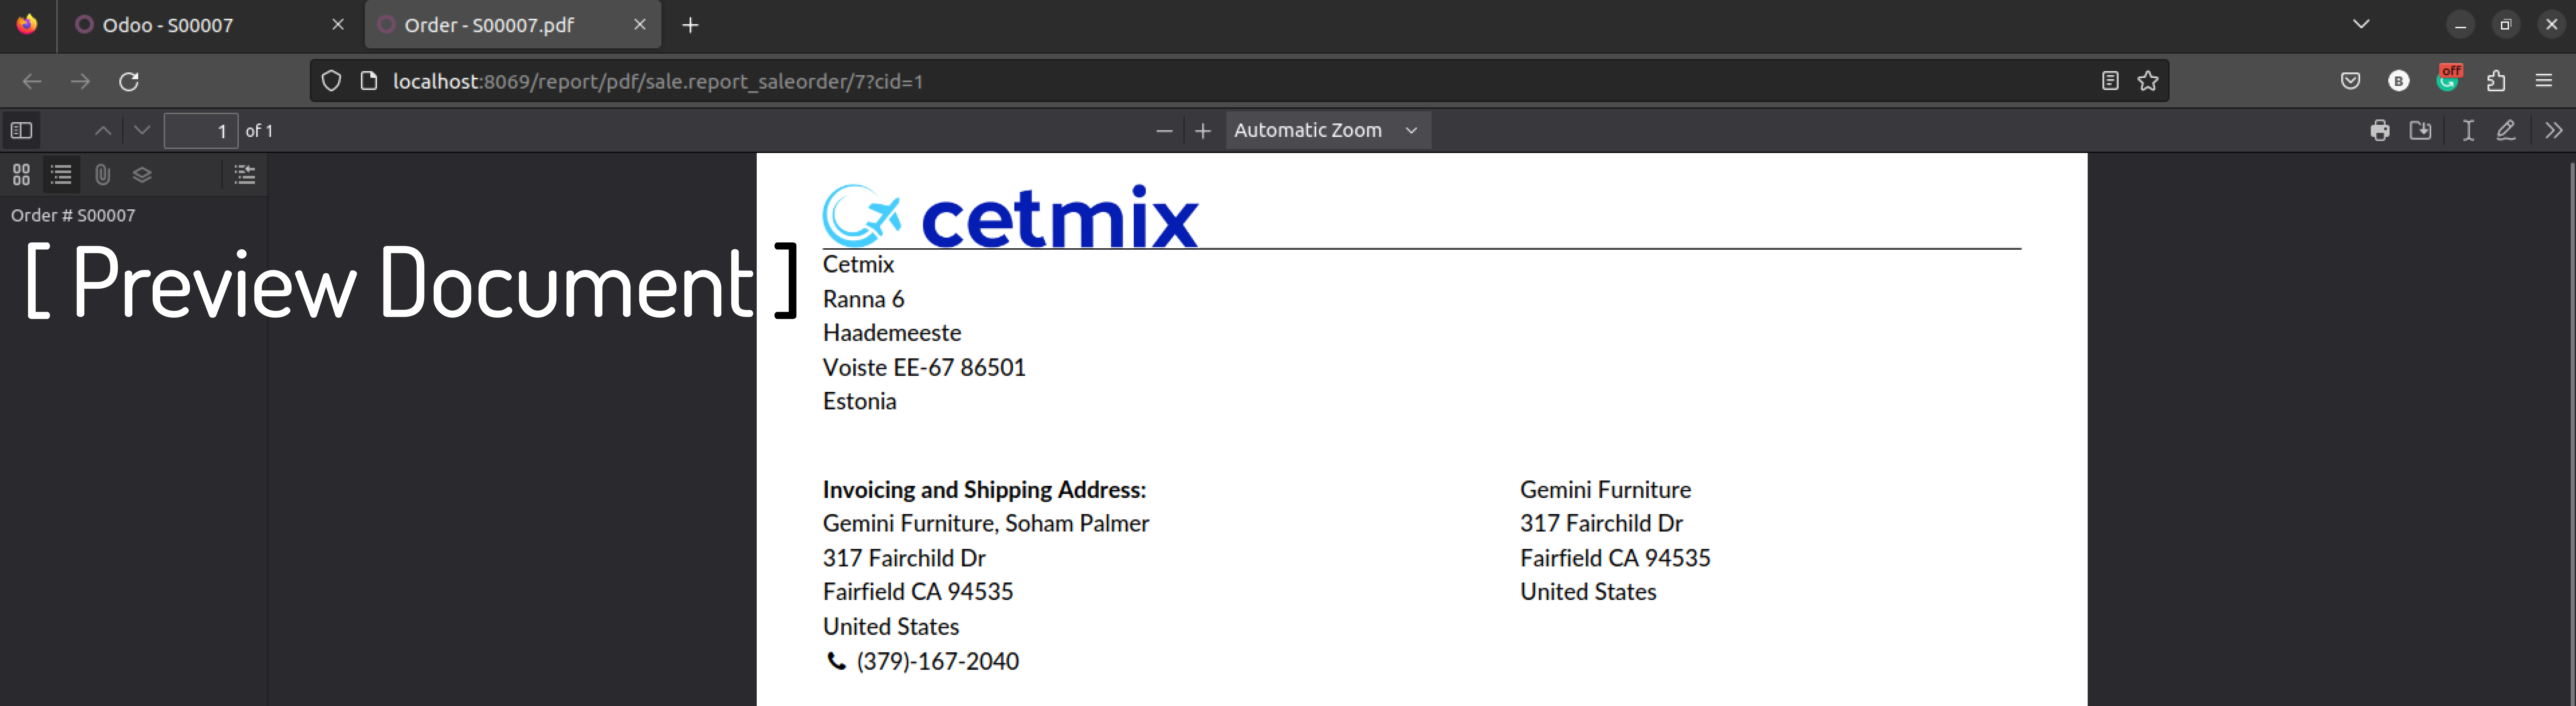 Odoo - S00007
Order - S00007.pdf
localhost:8069/report/pdf/sale.report_saleorder/7?cid=1
B
off
1 of 1
Automatic Zoom
Order # S00007
[ Preview Document ]
cetmix
Cetmix
Ranna 6
Haademeeste
Voiste EE-67 86501
Estonia
Invoicing and Shipping Address:
Gemini Furniture, Soham Palmer
317 Fairchild Dr
Fairfield CA 94535
United States
(379)-167-2040
Gemini Furniture
317 Fairchild Dr
Fairfield CA 94535
United States